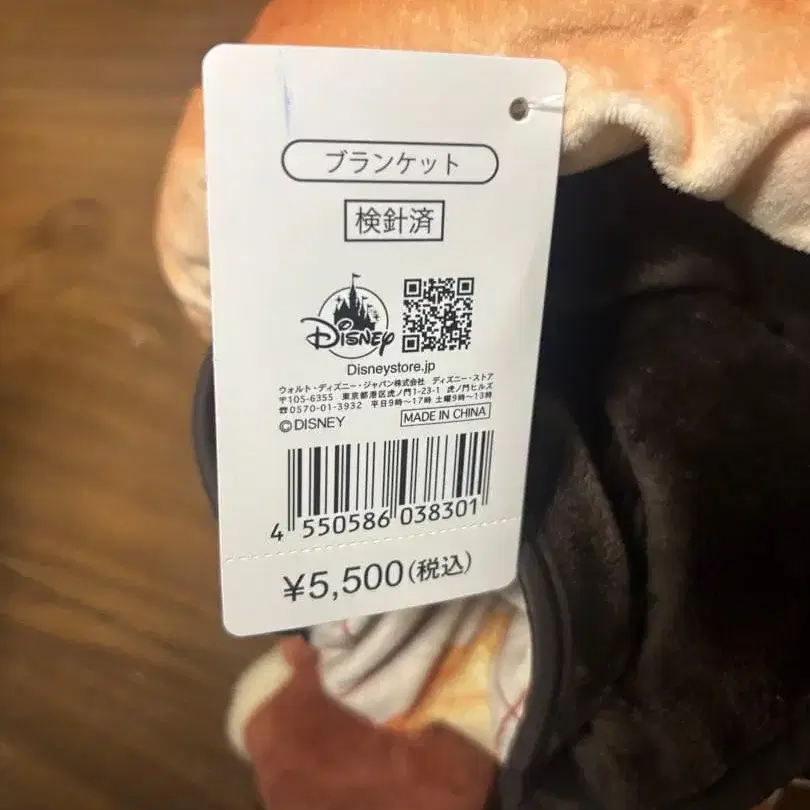 ブランケット
検針済
DISNEY
Disneystore.jp
ウォルト・ディズニー・ジャパン株式会社 ディズニー・ストア
〒105-6355 東京都港区虎ノ門1-23-1 虎ノ門ヒルズ
☎0570-01-3932 平日9時〜17時 土曜9時〜13時
©DISNEY MADE IN CHINA
4 550586 038301
¥5,500(税込)